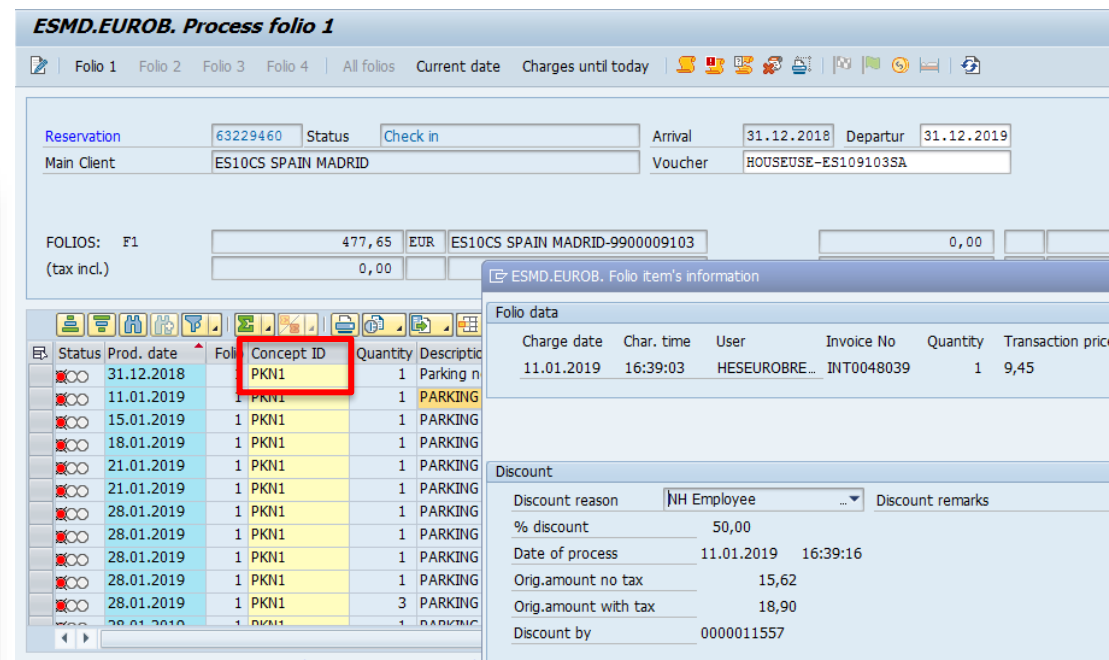 ESMD.EUROB. Process folio 1
Folio 1 Folio 2 Folio 3 Folio 4 All folios Current date Charges until today
Reservation 63229460 Status Check in Arrival 31.12.2018 Departur 31.12.2019
Main Client ES10CS SPAIN MADRID Voucher HOUSEUSE-ES109103SA
FOLIOS: F1 477,65 EUR ES10CS SPAIN MADRID-9900009103 0,00
(tax incl.) 0,00
ESMD.EUROB. Folio item's information
Folio data
Charge date Char. time User Invoice No Quantity Transaction price
11.01.2019 16:39:03 HESEUROBRE... INT0048039 1 9,45
Discount
Discount reason NH Employee ... Discount remarks
% discount 50,00
Date of process 11.01.2019 16:39:16
Orig.amount no tax 15,62
Orig.amount with tax 18,90
Discount by 0000011557
Status Prod. date Folio Concept ID Quantity Descriptio
31.12.2018 1 PKN1 1 Parking n
11.01.2019 1 PKN1 1 PARKING
15.01.2019 1 PKN1 1 PARKING
18.01.2019 1 PKN1 1 PARKING
21.01.2019 1 PKN1 1 PARKING
21.01.2019 1 PKN1 1 PARKING
28.01.2019 1 PKN1 1 PARKING
28.01.2019 1 PKN1 1 PARKING
28.01.2019 1 PKN1 1 PARKING
28.01.2019 1 PKN1 1 PARKING
28.01.2019 1 PKN1 3 PARKING
28.01.2019 1 PKN1 1 PARKING